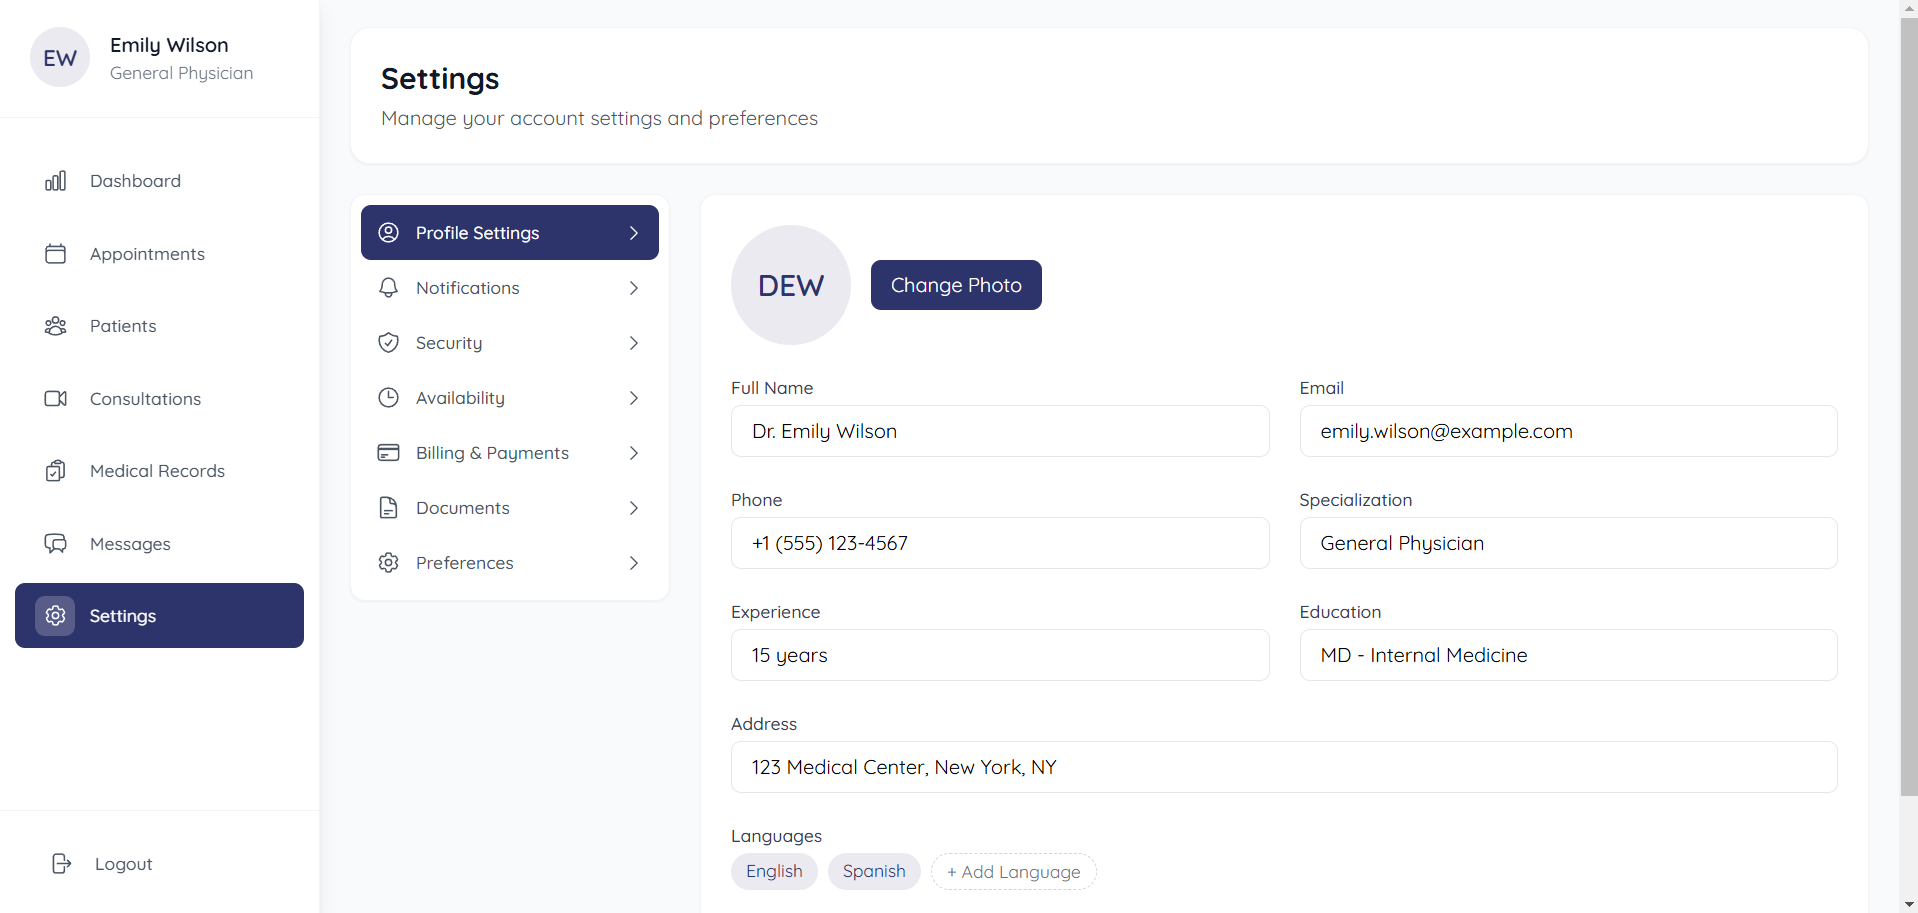 EW
Emily Wilson
General Physician
Dashboard
Appointments
Patients
Consultations
Medical Records
Messages
Settings
Logout
Settings
Manage your account settings and preferences
Profile Settings
Notifications
Security
Availability
Billing & Payments
Documents
Preferences
DEW
Change Photo
Full Name
Dr. Emily Wilson
Email
emily.wilson@example.com
Phone
+1 (555) 123-4567
Specialization
General Physician
Experience
15 years
Education
MD - Internal Medicine
Address
123 Medical Center, New York, NY
Languages
English Spanish + Add Language